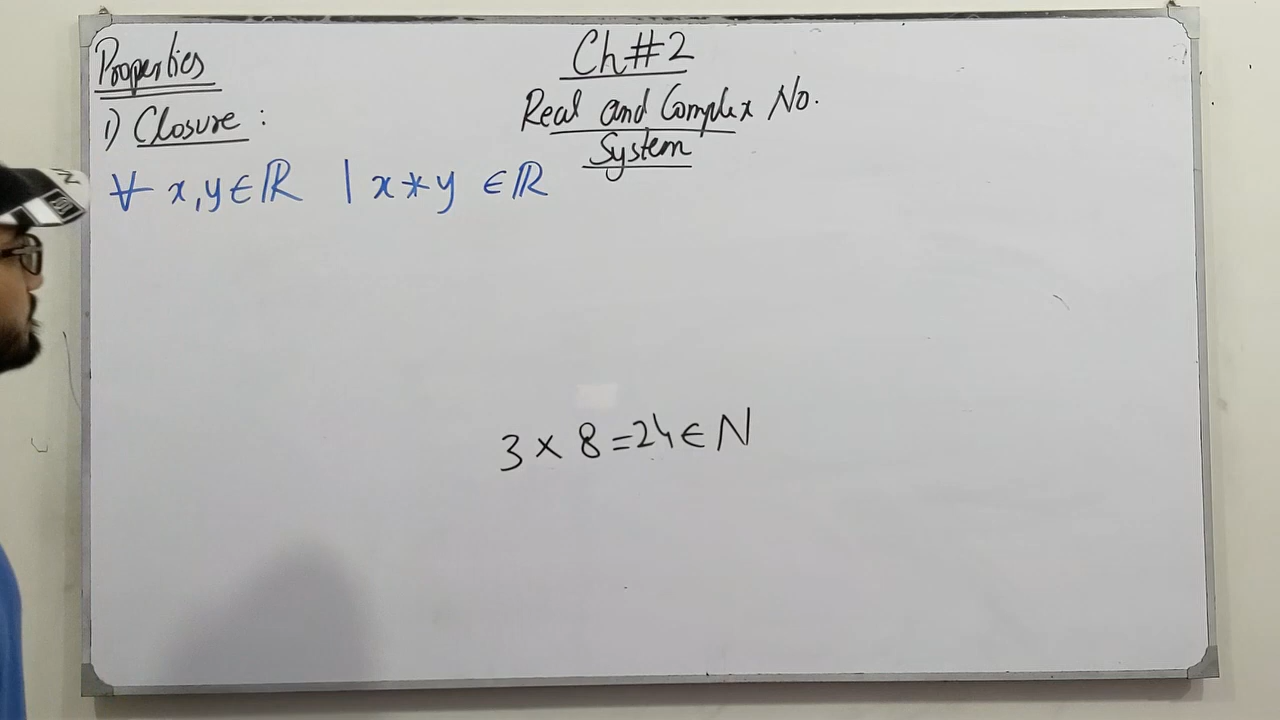 Properties
1) Closure :
Ch#2
Real and Complex No.
System
∀ x,y∈ℝ | x*y ∈ℝ
3 × 8 =24 ∈ N